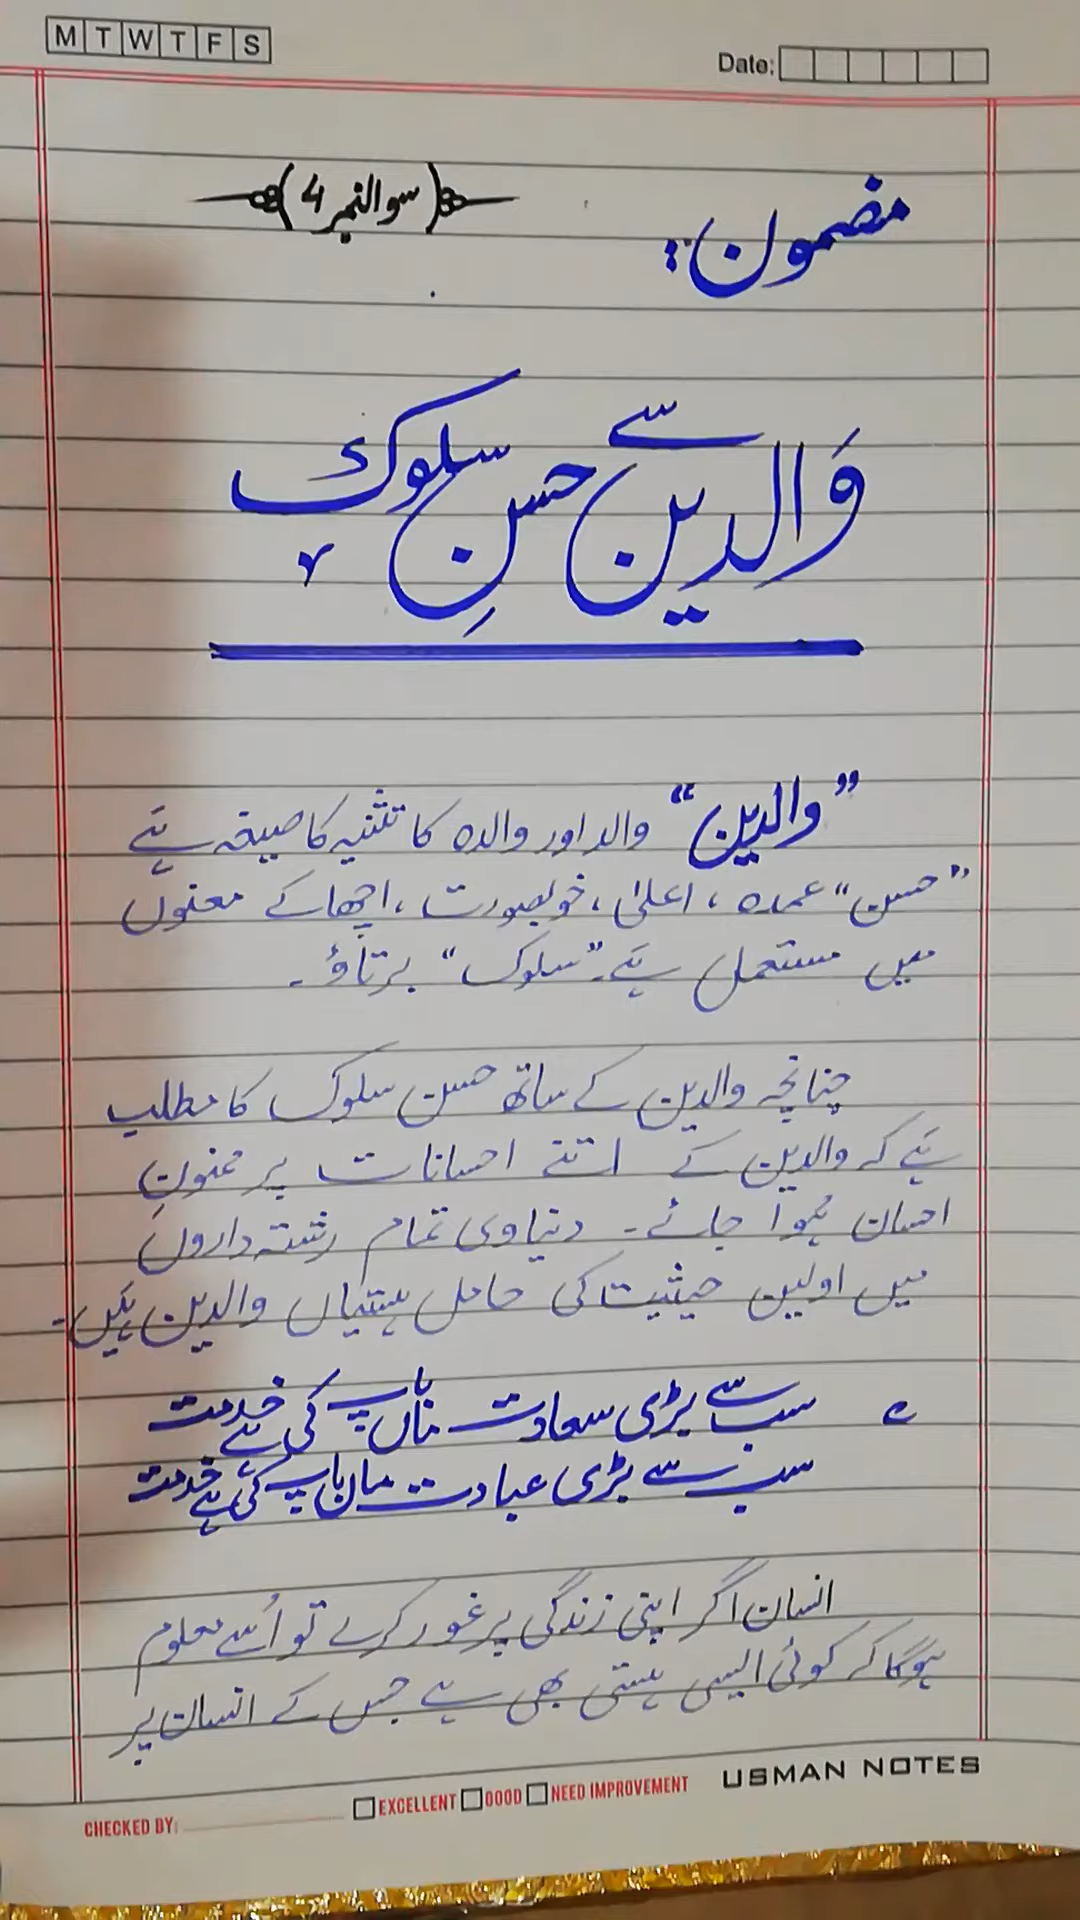 M T W T F S
Date:
(سوالنمبر 4)
مضمون:
والدین سے حسنِ سلوک
”والدین“ والد اور والدہ کا تثنیہ کا صیغہ ہے
”حسن“ عمدہ، اعلیٰ، خوبصورت، اچھا کے معنوں
میں مستعمل ہے۔ ”سلوک“ برتاؤ۔
چنانچہ والدین کے ساتھ حسن سلوک کا مطلب
ہے کہ والدین کے اتنے احسانات پر ممنونِ
احسان ہُوا جائے۔ دنیاوی تمام رشتہ داروں
میں اولین حیثیت کی حامل ہستیاں والدین ہیں۔
؎ سب سے بڑی سعادت ماں باپ کی ہے خدمت
سب سے بڑی عبادت ماں باپ کی ہے خدمت
انسان اگر اپنی زندگی پر غور کرے تو اُسے معلوم
ہوگا کہ کوئی ایسی ہستی بھی ہے جس کے انسان پر
CHECKED BY: EXCELLENT GOOD NEED IMPROVEMENT USMAN NOTES